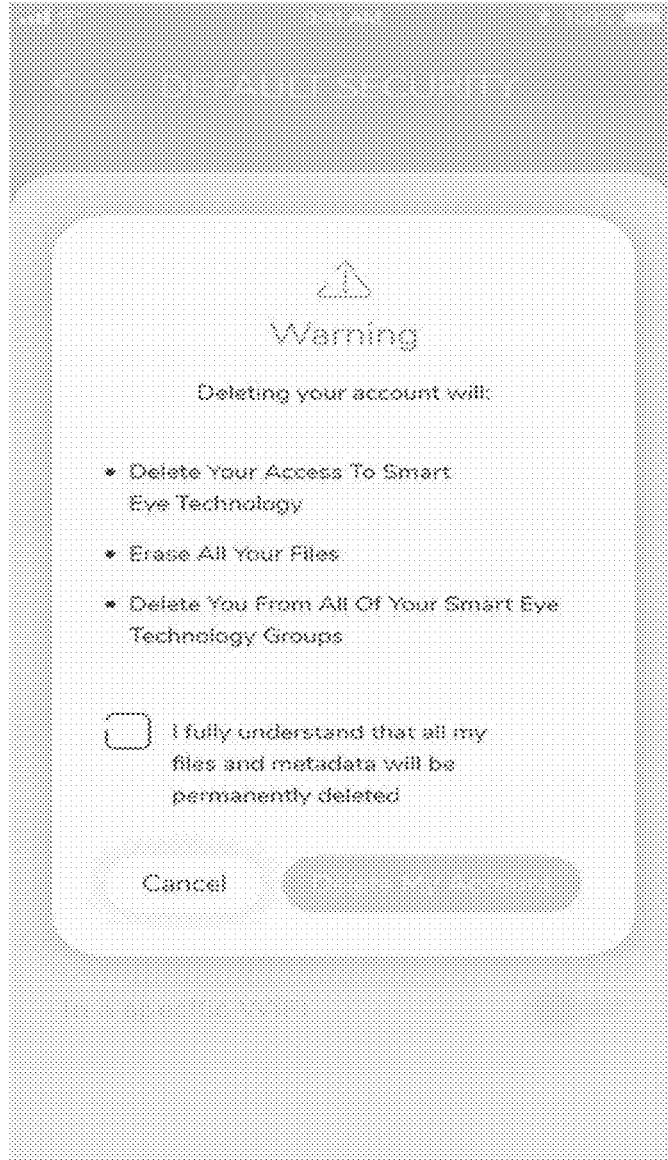 Warning
Deleting your account will:
• Delete Your Access To Smart
Eye Technology
• Erase All Your Files
• Delete You From All Of Your Smart Eye
Technology Groups
I fully understand that all my
files and metadata will be
permanently deleted
Cancel